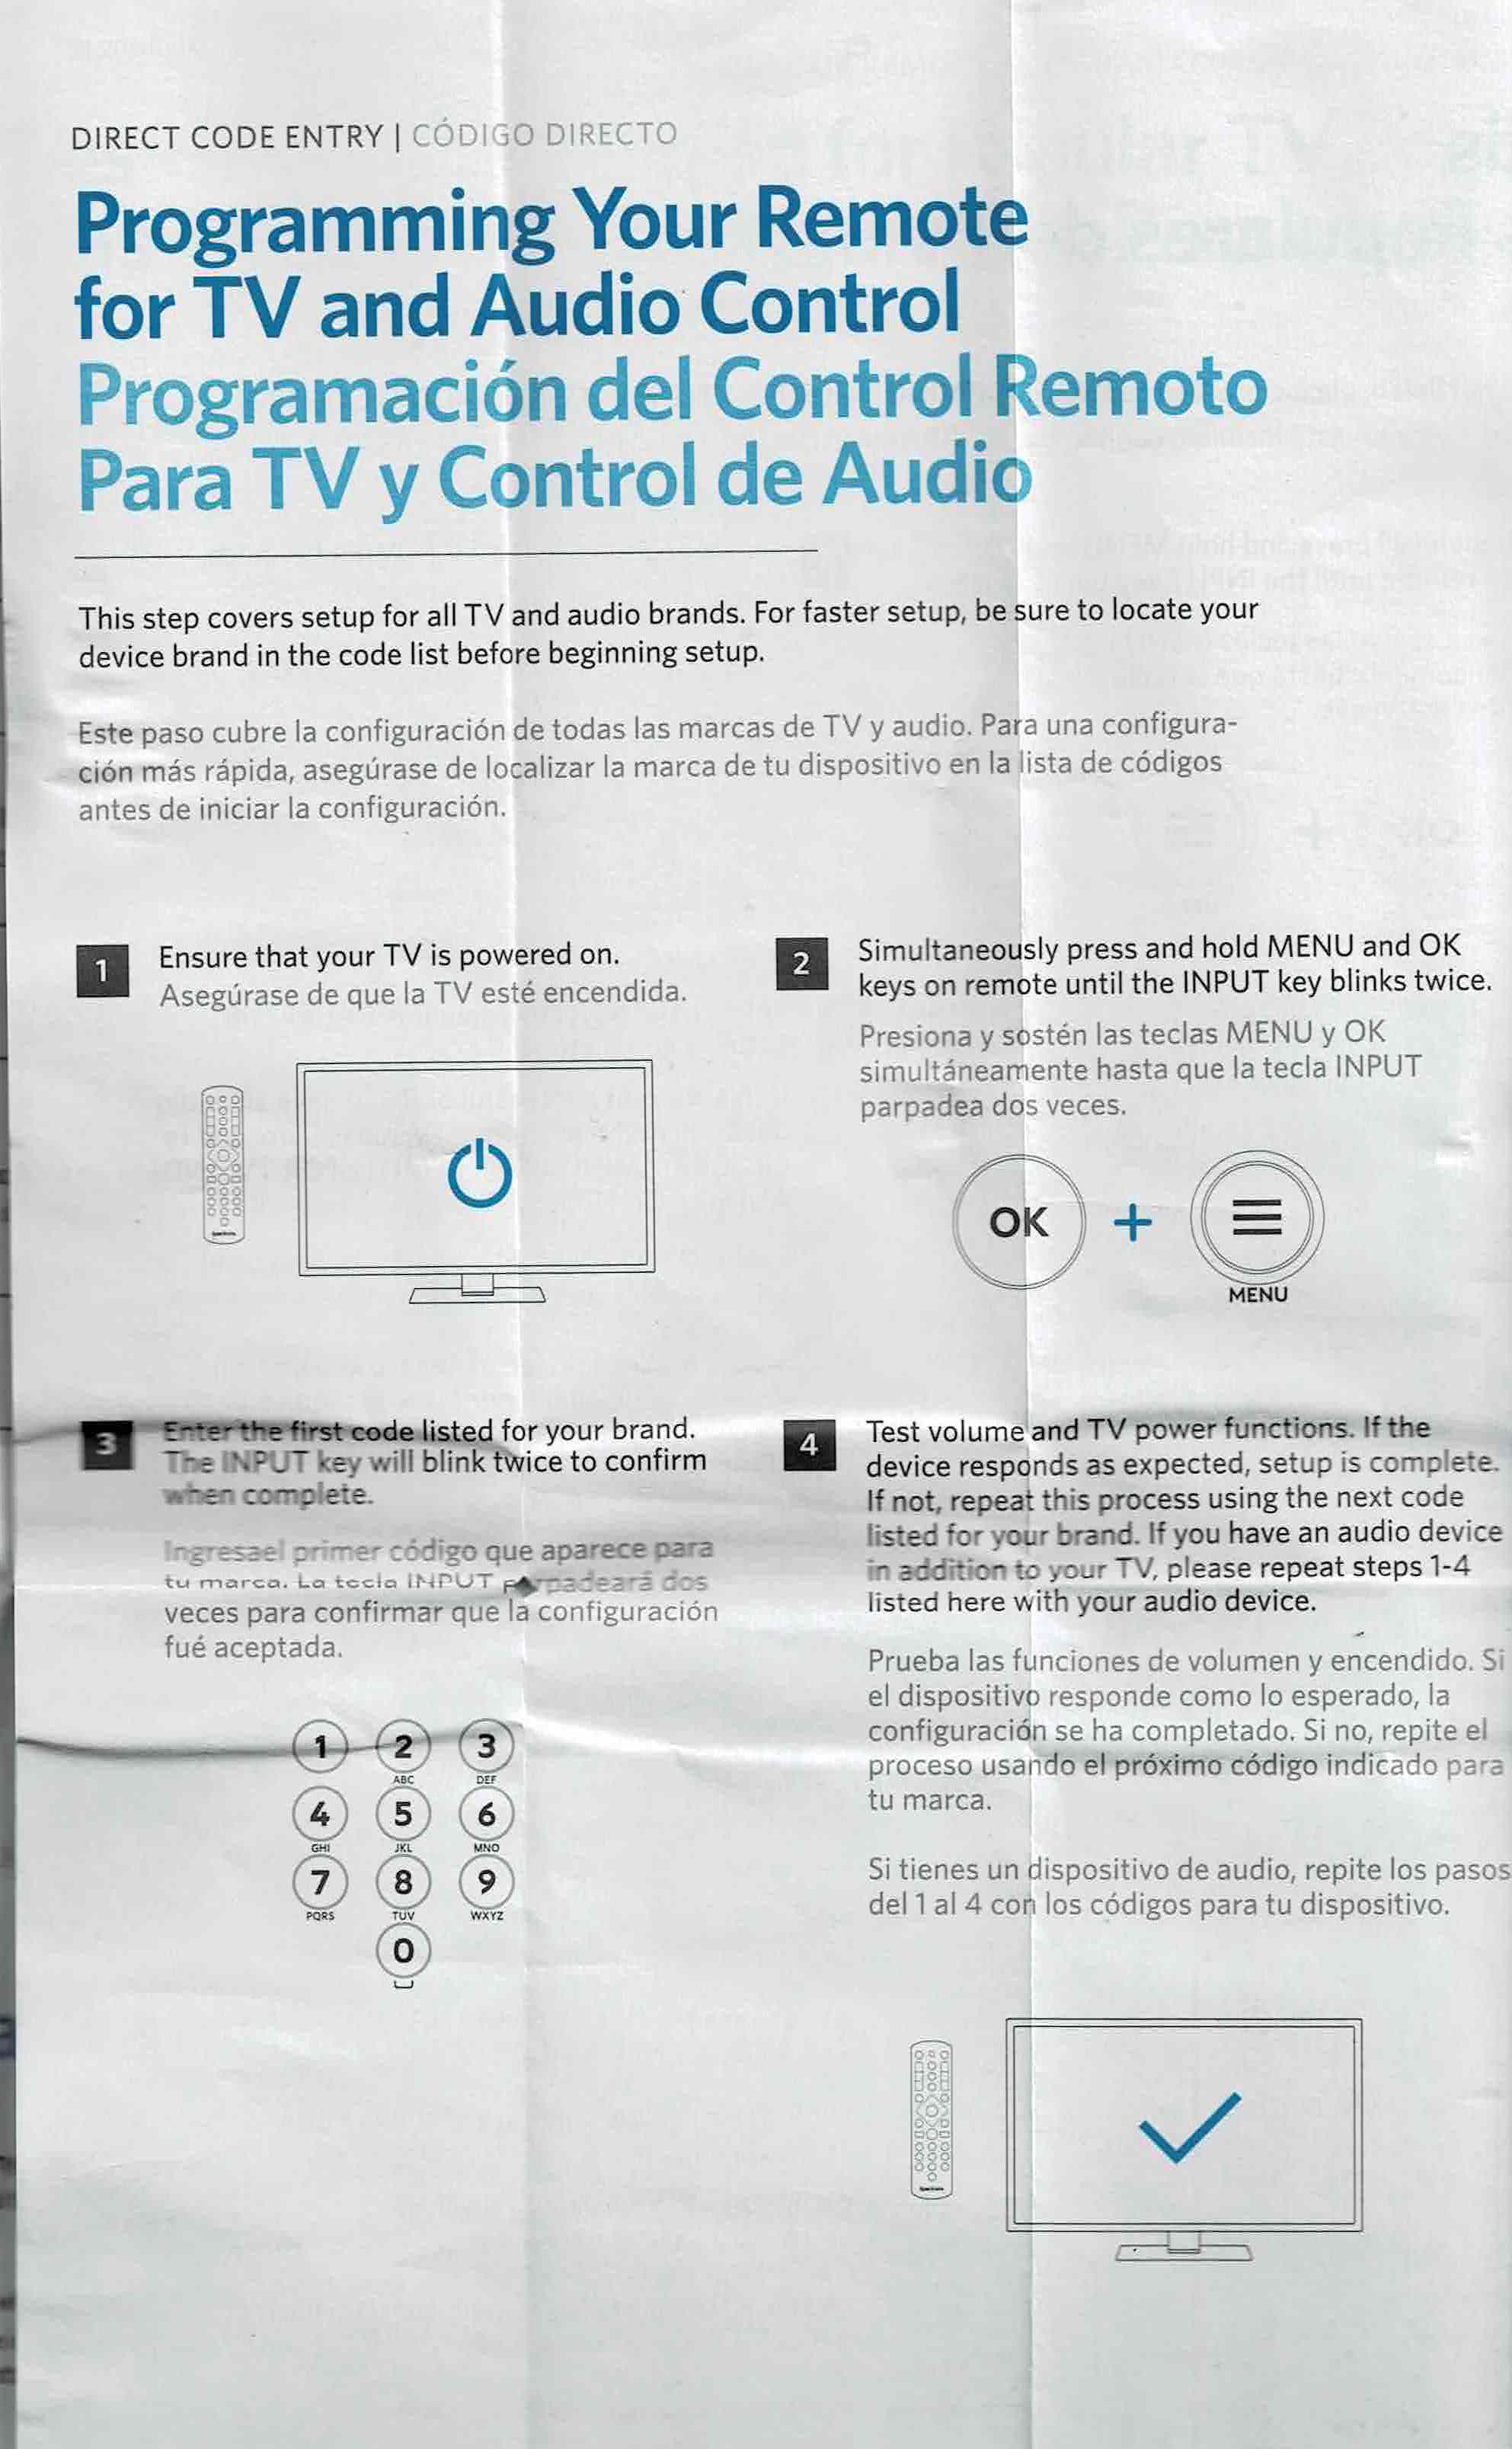 DIRECT CODE ENTRY | CÓDIGO DIRECTO
Programming Your Remote
for TV and Audio Control
Programación del Control Remoto
Para TV y Control de Audio
This step covers setup for all TV and audio brands. For faster setup, be sure to locate your
device brand in the code list before beginning setup.
Este paso cubre la configuración de todas las marcas de TV y audio. Para una configura-
ción más rápida, asegúrase de localizar la marca de tu dispositivo en la lista de códigos
antes de iniciar la configuración.
1
Ensure that your TV is powered on.
Asegúrase de que la TV esté encendida.
2
Simultaneously press and hold MENU and OK
keys on remote until the INPUT key blinks twice.
Presiona y sostén las teclas MENU y OK
simultáneamente hasta que la tecla INPUT
parpadea dos veces.
OK + 
MENU
3
Enter the first code listed for your brand.
The INPUT key will blink twice to confirm
when complete.
Ingresael primer código que aparece para
tu marca. La tecla INPUT parpadeará dos
veces para confirmar que la configuración
fué aceptada.
1 2 3
ABC DEF
4 5 6
GHI JKL MNO
7 8 9
PQRS TUV WXYZ
0
4
Test volume and TV power functions. If the
device responds as expected, setup is complete.
If not, repeat this process using the next code
listed for your brand. If you have an audio device
in addition to your TV, please repeat steps 1-4
listed here with your audio device.
Prueba las funciones de volumen y encendido. Si
el dispositivo responde como lo esperado, la
configuración se ha completado. Si no, repite el
proceso usando el próximo código indicado para
tu marca.
Si tienes un dispositivo de audio, repite los pasos
del 1 al 4 con los códigos para tu dispositivo.